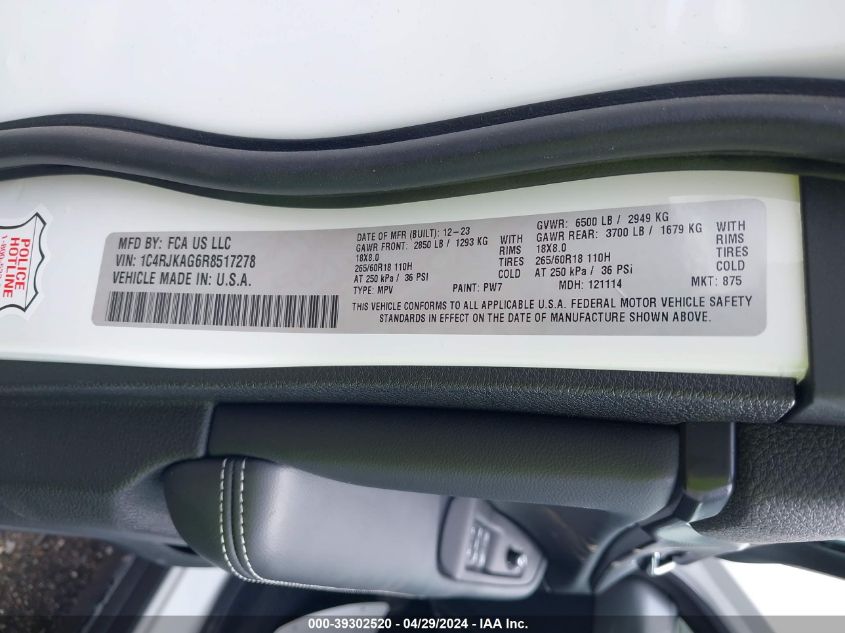 POLICE
HOTLINE
MFD BY: FCA US LLC
VIN: 1C4RJKAG6R8517278
VEHICLE MADE IN U.S.A.
DATE OF MFR (BUILT): 12-23
GAWR FRONT: 2850 LB / 1293 KG WITH
18X8.0 RIMS
265/60R18 110H TIRES
AT 250 kPa / 36 PSI COLD
TYPE: MPV PAINT: PW7
GVWR: 6500 LB / 2949 KG
GAWR REAR: 3700 LB / 1679 KG WITH
18X8.0 RIMS
265/60R18 110H TIRES
AT 250 kPa / 36 PSI COLD
MDH: 121114 MKT: 875
THIS VEHICLE CONFORMS TO ALL APPLICABLE U.S.A. FEDERAL MOTOR VEHICLE SAFETY
STANDARDS IN EFFECT ON THE DATE OF MANUFACTURE SHOWN ABOVE.
000-39302520 - 04/29/2024 - IAA Inc.